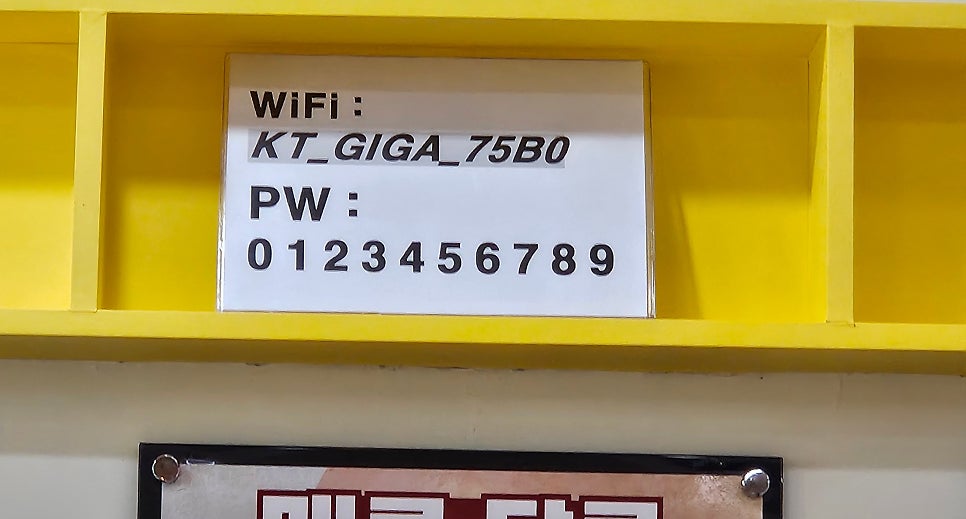 WiFi :
KT_GIGA_75B0
PW :
0123456789